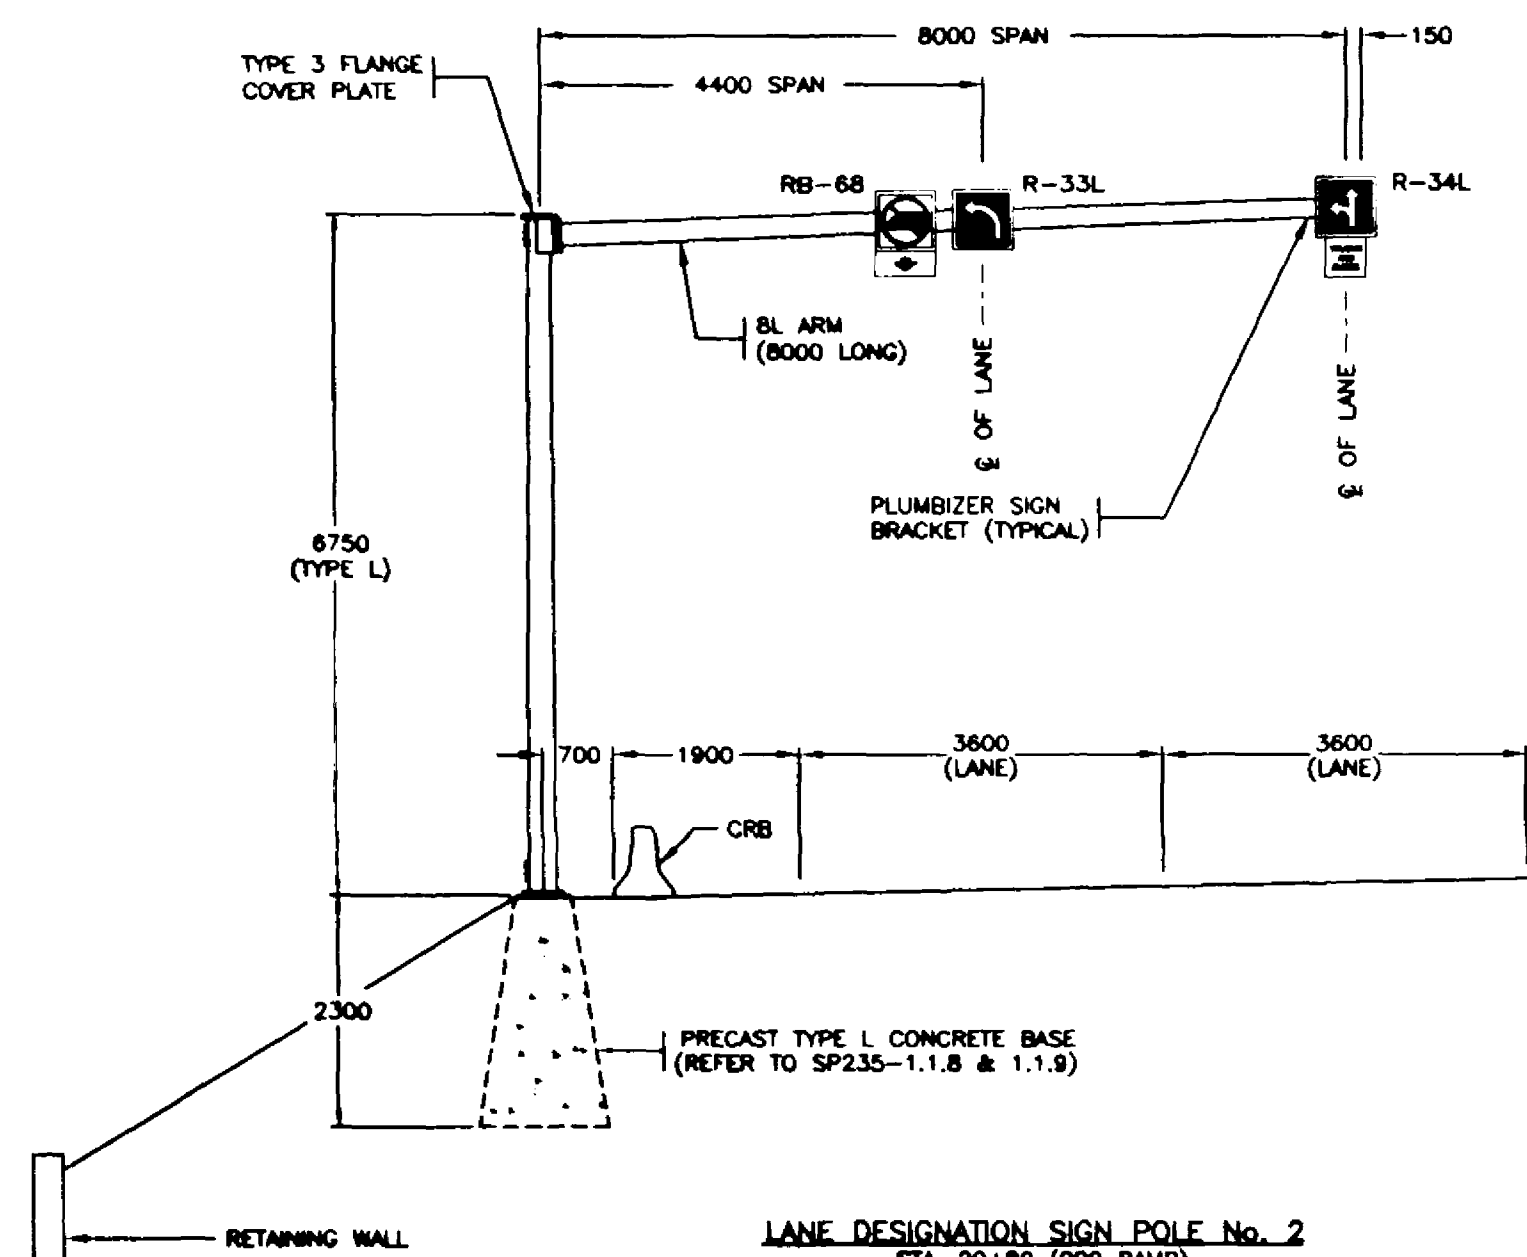 8000 SPAN
150
TYPE 3 FLANGE
COVER PLATE
4400 SPAN
RB-68
R-33L
R-34L
8L ARM
(8000 LONG)
℄ OF LANE
℄ OF LANE
PLUMBIZER SIGN
BRACKET (TYPICAL)
6750
(TYPE L)
700
1900
3600
(LANE)
3600
(LANE)
CRB
2300
PRECAST TYPE L CONCRETE BASE
(REFER TO SP235-1.1.8 & 1.1.9)
RETAINING WALL
LANE DESIGNATION SIGN POLE No. 2